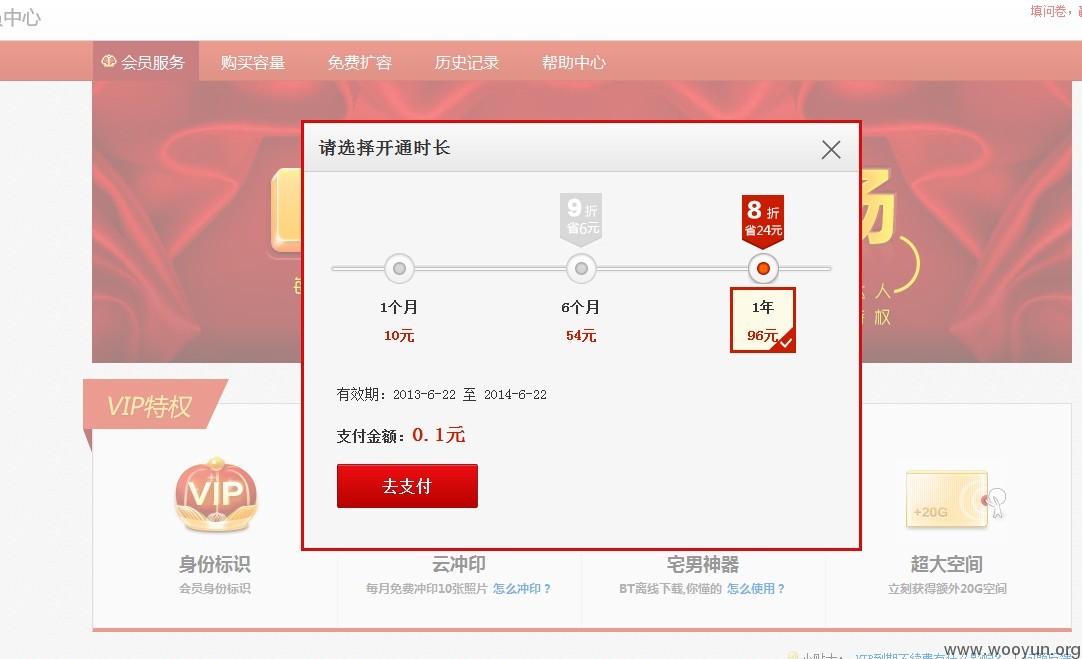 员中心
填问卷，
会员服务 购买容量 免费扩容 历史记录 帮助中心
请选择开通时长
9折
省6元
8折
省24元
场
1个月 6个月 1年
10元 54元 96元
人
权
有效期：2013-6-22 至 2014-6-22
支付金额：0.1元
去支付
VIP特权
VIP
+20G
身份标识 云冲印 宅男神器 超大空间
会员身份标识 每月免费冲印10张照片 怎么冲印？ BT离线下载,你懂的 怎么使用？ 立刻获得额外20G空间
www.wooyun.org